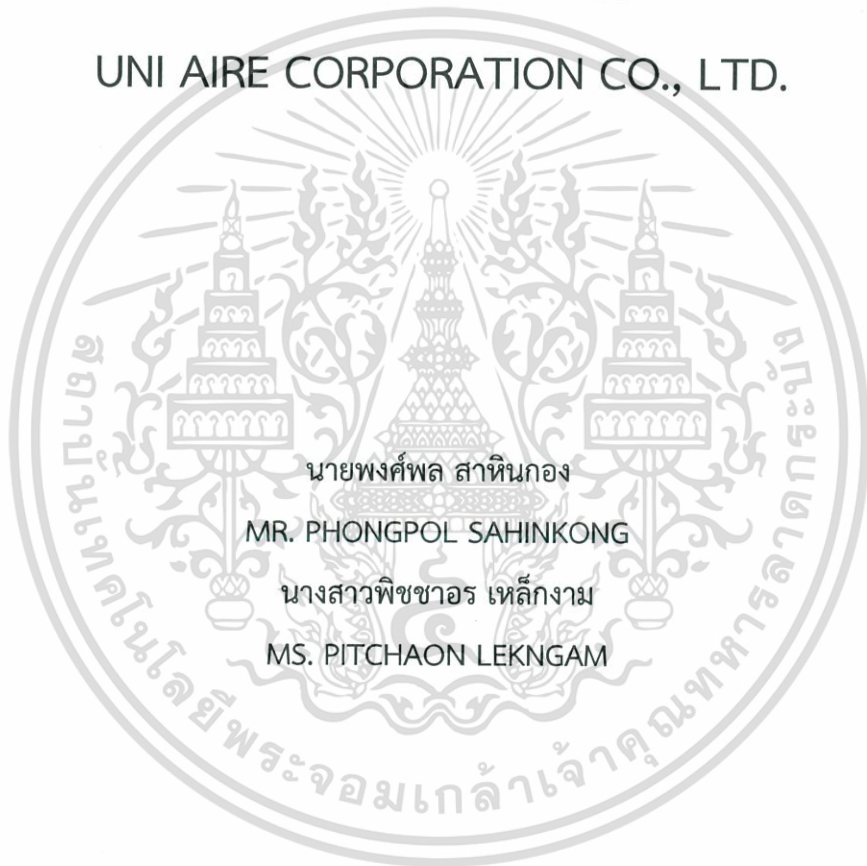 UNI AIRE CORPORATION CO., LTD.
นายพงศ์พล สาหินกอง
MR. PHONGPOL SAHINKONG
นางสาวพิชชาอร เหล็กงาม
MS. PITCHAON LEKNGAM
สถาบันเทคโนโลยีพระจอมเกล้าเจ้าคุณทหารลาดกระบัง